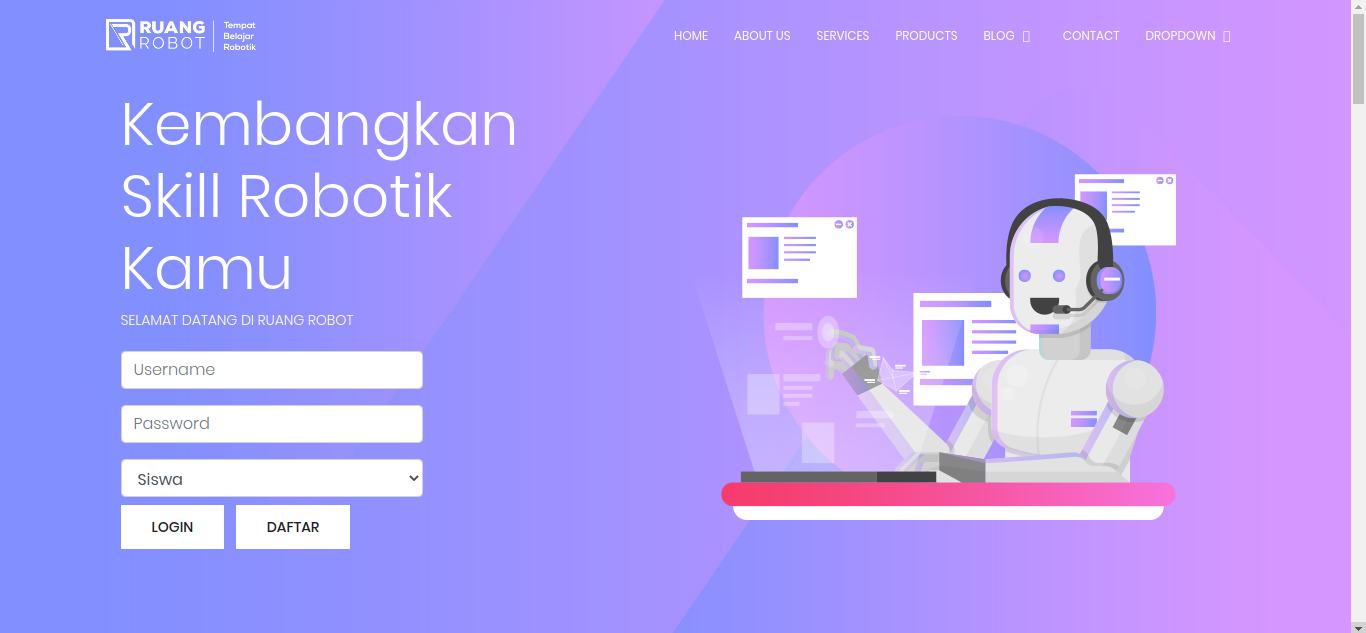 RUANG ROBOT
Tempat Belajar Robotik
HOME ABOUT US SERVICES PRODUCTS BLOG CONTACT DROPDOWN
Kembangkan
Skill Robotik
Kamu
SELAMAT DATANG DI RUANG ROBOT
Username
Password
Siswa
LOGIN DAFTAR